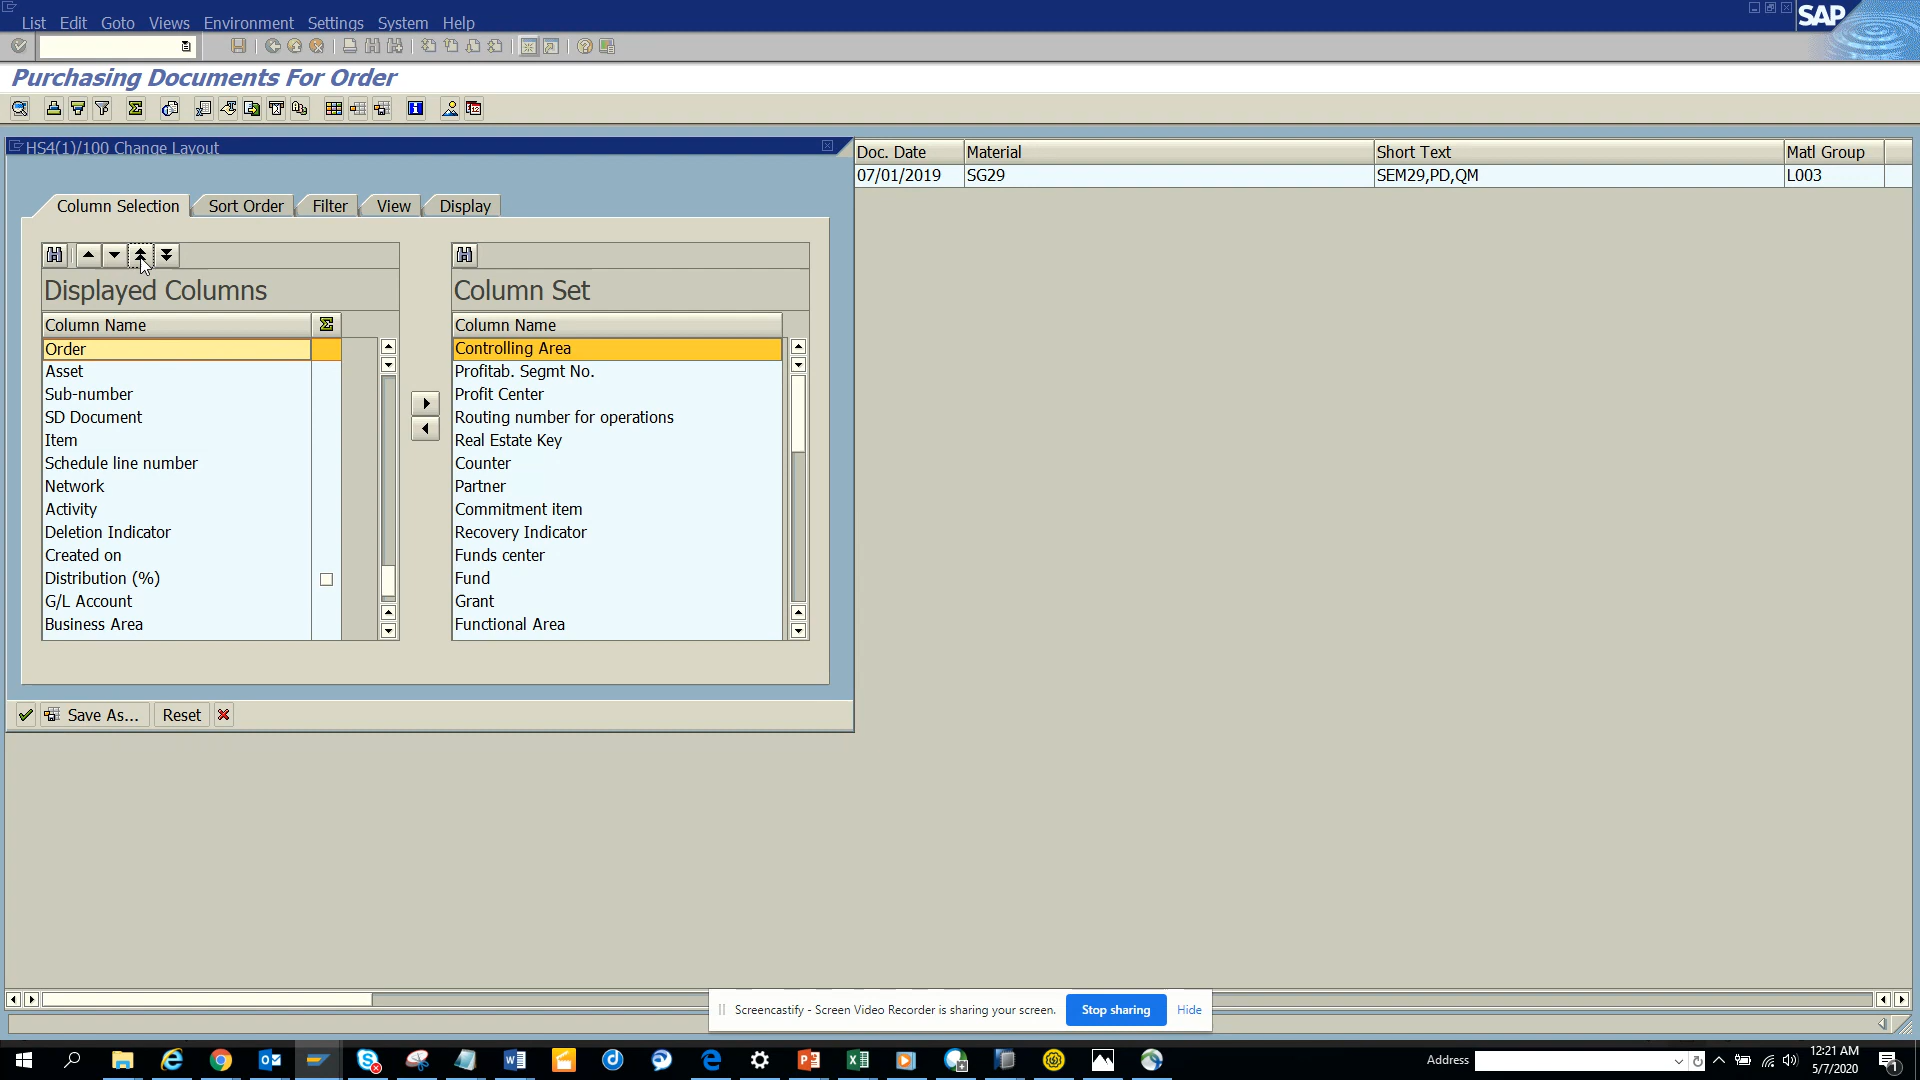 List Edit Goto Views Environment Settings System Help
SAP
Purchasing Documents For Order
HS4(1)/100 Change Layout
Doc. Date Material Short Text Matl Group
07/01/2019 SG29 SEM29,PD,QM L003
Column Selection Sort Order Filter View Display
Displayed Columns
Column Name
Order
Asset
Sub-number
SD Document
Item
Schedule line number
Network
Activity
Deletion Indicator
Created on
Distribution (%)
G/L Account
Business Area
Column Set
Column Name
Controlling Area
Profitab. Segmt No.
Profit Center
Routing number for operations
Real Estate Key
Counter
Partner
Commitment item
Recovery Indicator
Funds center
Fund
Grant
Functional Area
Save As... Reset
Screencastify - Screen Video Recorder is sharing your screen. Stop sharing Hide
Address
12:21 AM
5/7/2020